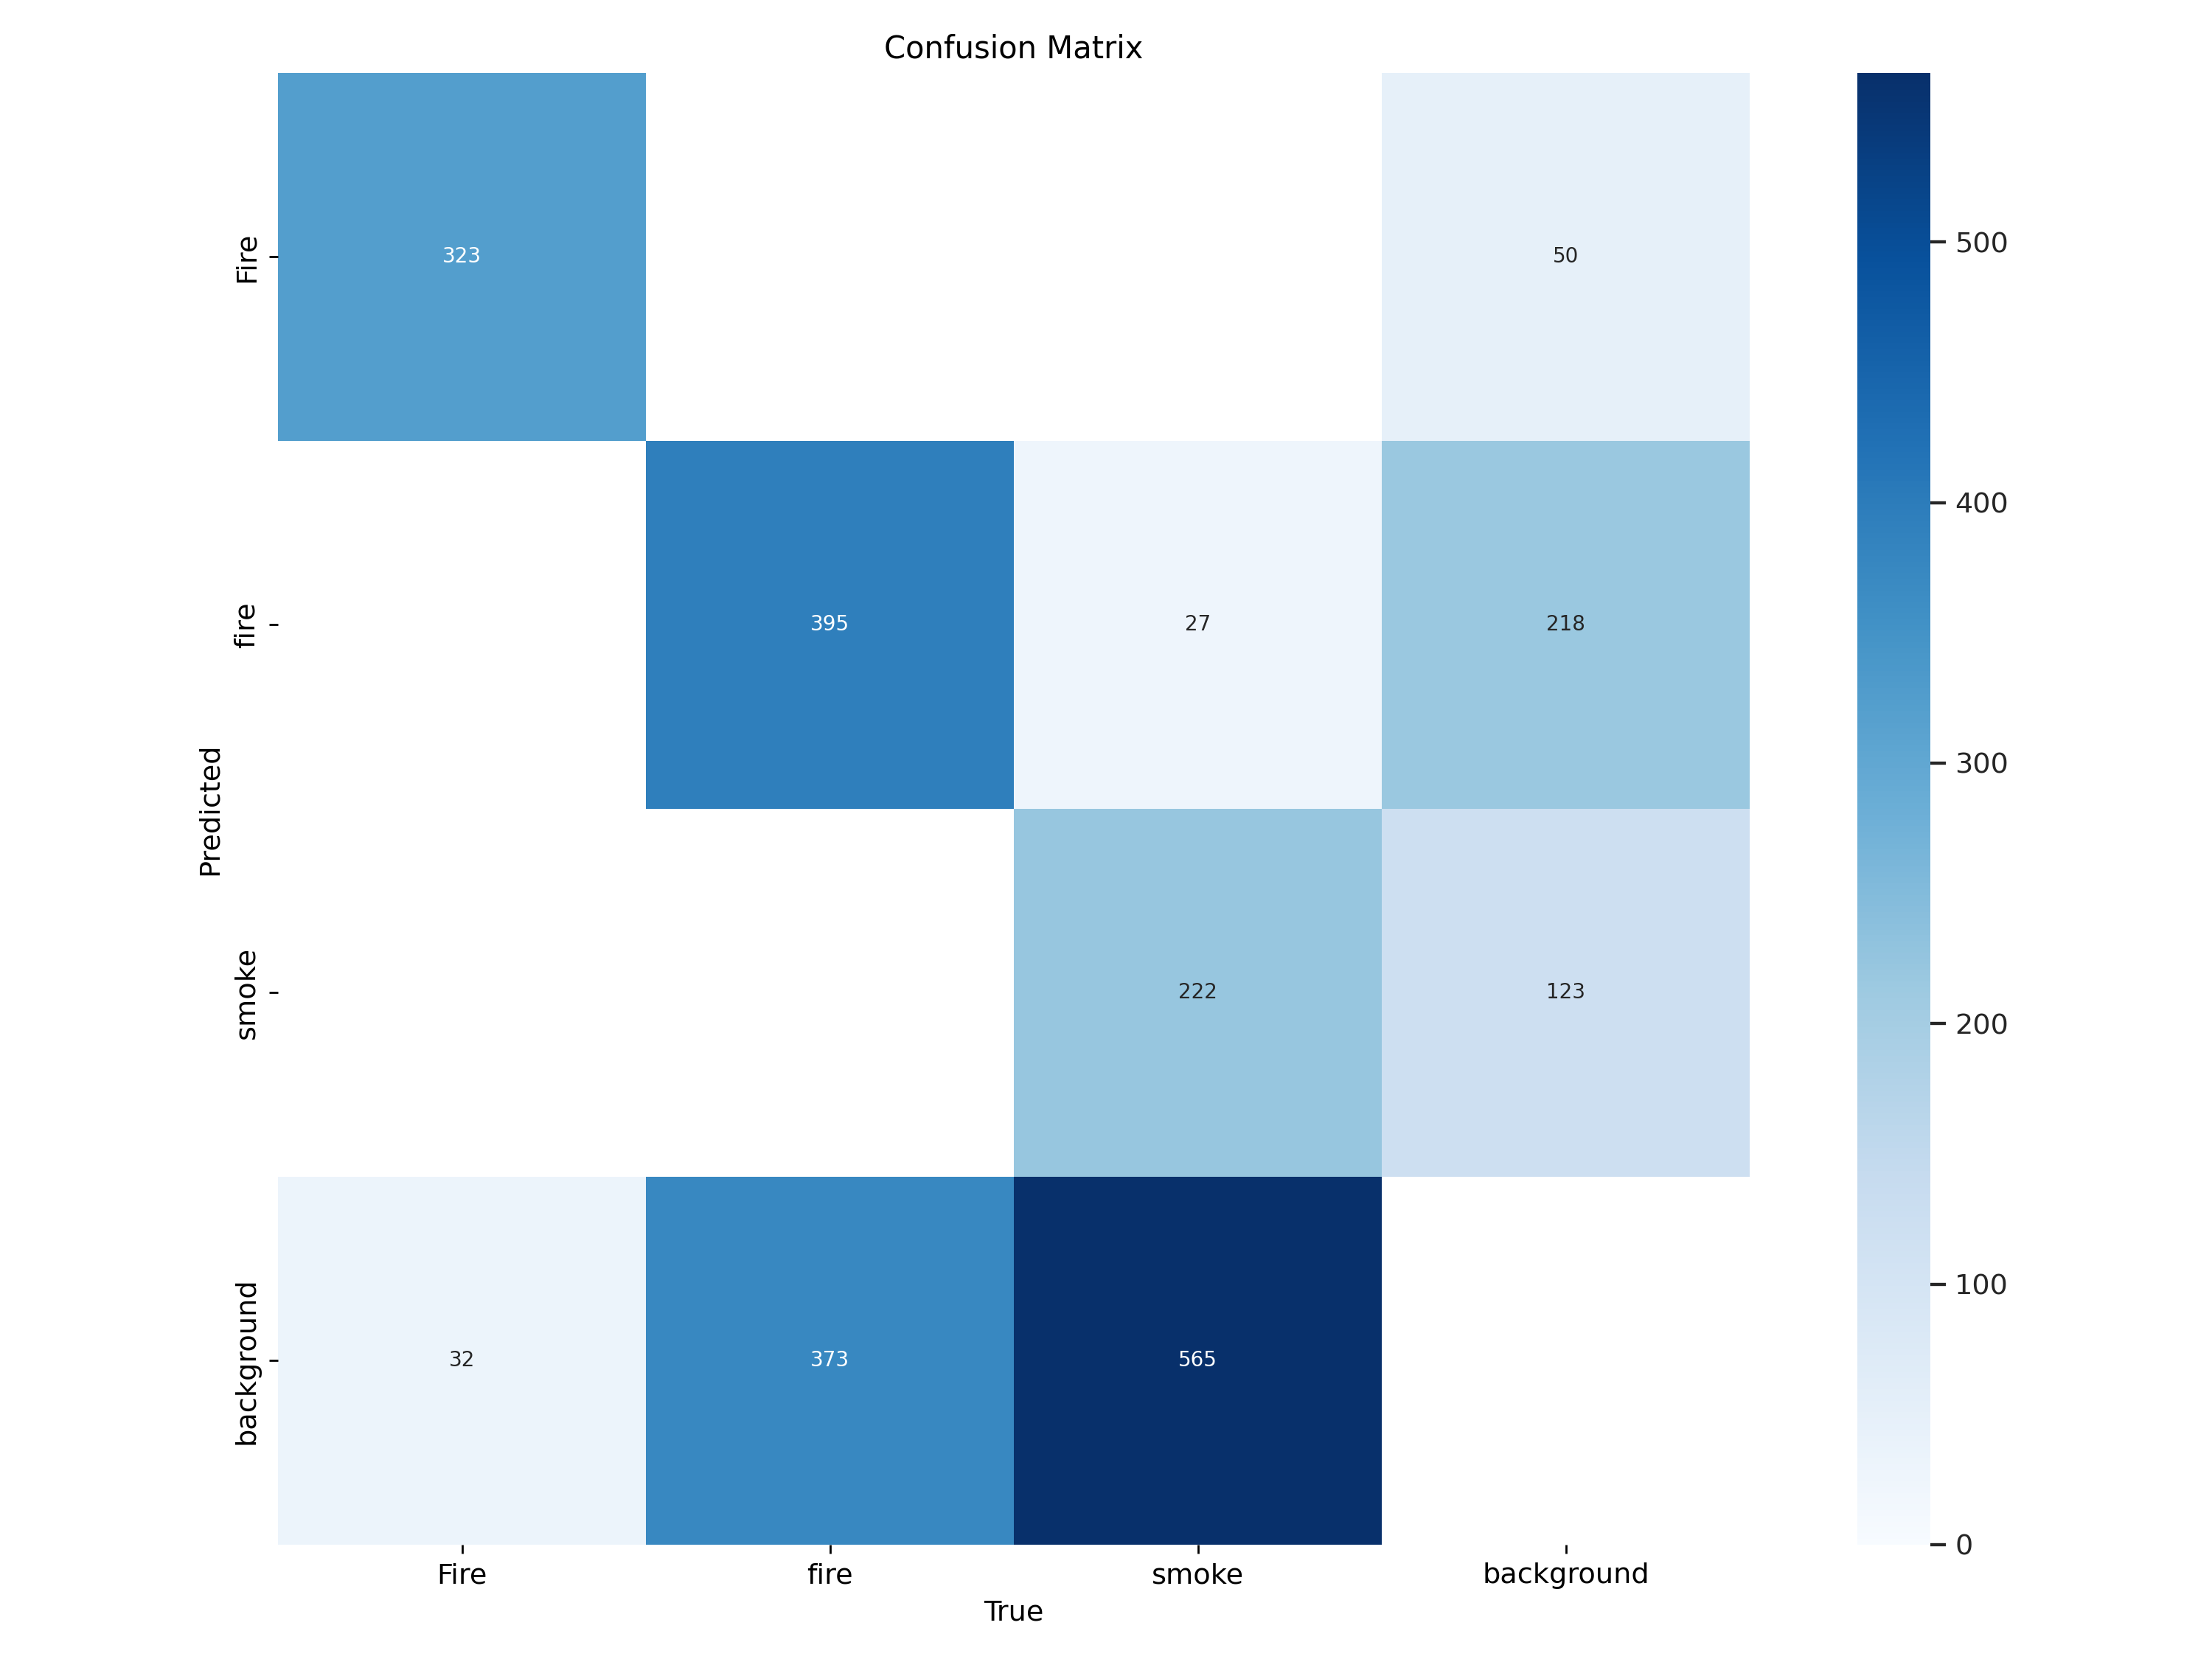 Confusion Matrix
Fire
323
50
500
fire
395
27
218
400
Predicted
300
smoke
222
123
200
background
32
373
565
100
0
Fire
fire
smoke
background
True